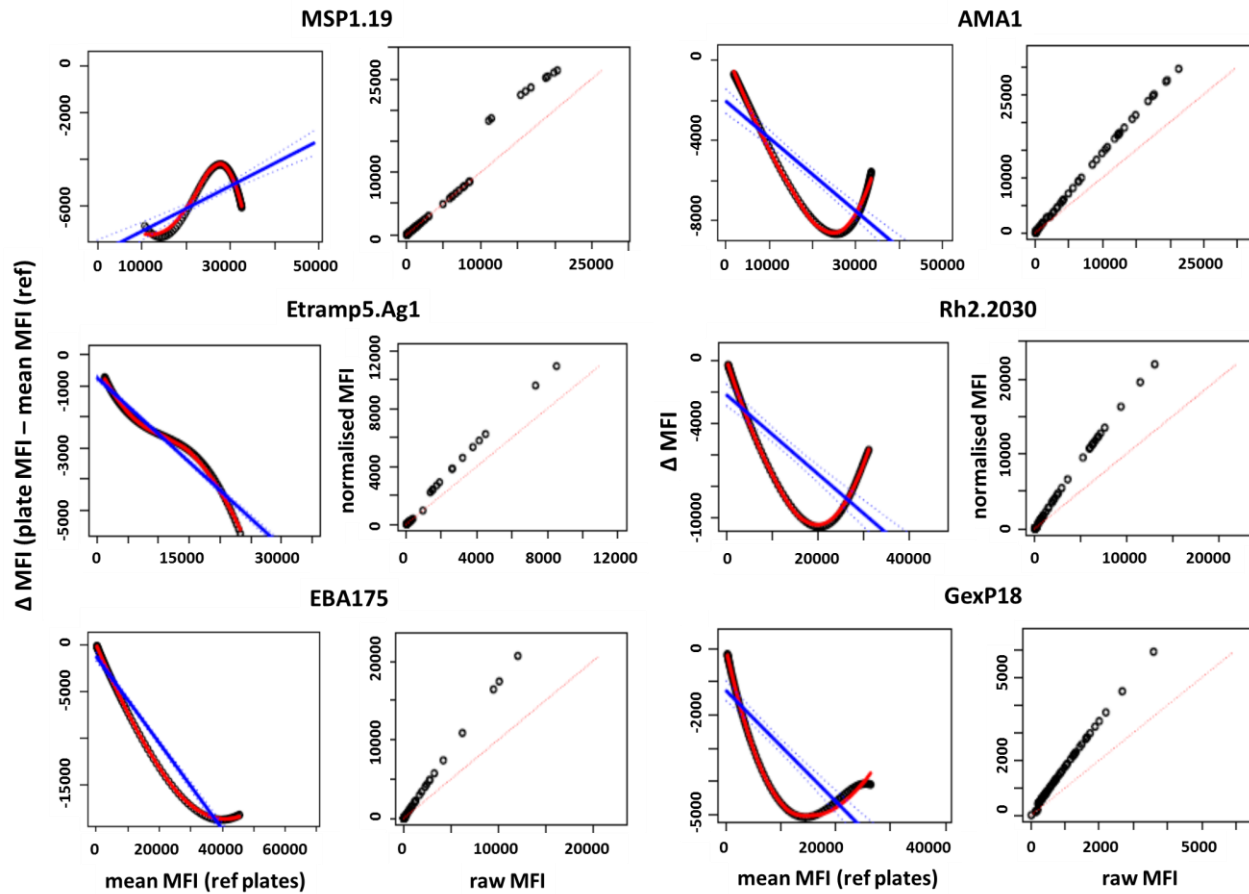 MSP1.19
AMA1
0
-2000
-6000
0 10000 30000 50000
25000
10000
0
0 10000 25000
0
-4000
-8000
0 10000 30000 50000
25000
10000
0
0 10000 25000
Δ MFI (plate MFI – mean MFI (ref)
Etramp5.Ag1
Rh2.2030
0
-1000
-3000
-5000
0 15000 30000
normalised MFI
12000
8000
4000
0
0 2000 4000 6000 8000 12000
Δ MFI
0
-4000
-10000
0 20000 40000
normalised MFI
20000
10000
0
0 5000 10000 20000
EBA175
GexP18
0
-5000
-15000
0 20000 40000 60000
20000
10000
0
0 10000 20000
0
-2000
-5000
0 20000 40000
5000
2000
0
0 2000 5000
mean MFI (ref plates)
raw MFI
mean MFI (ref plates)
raw MFI